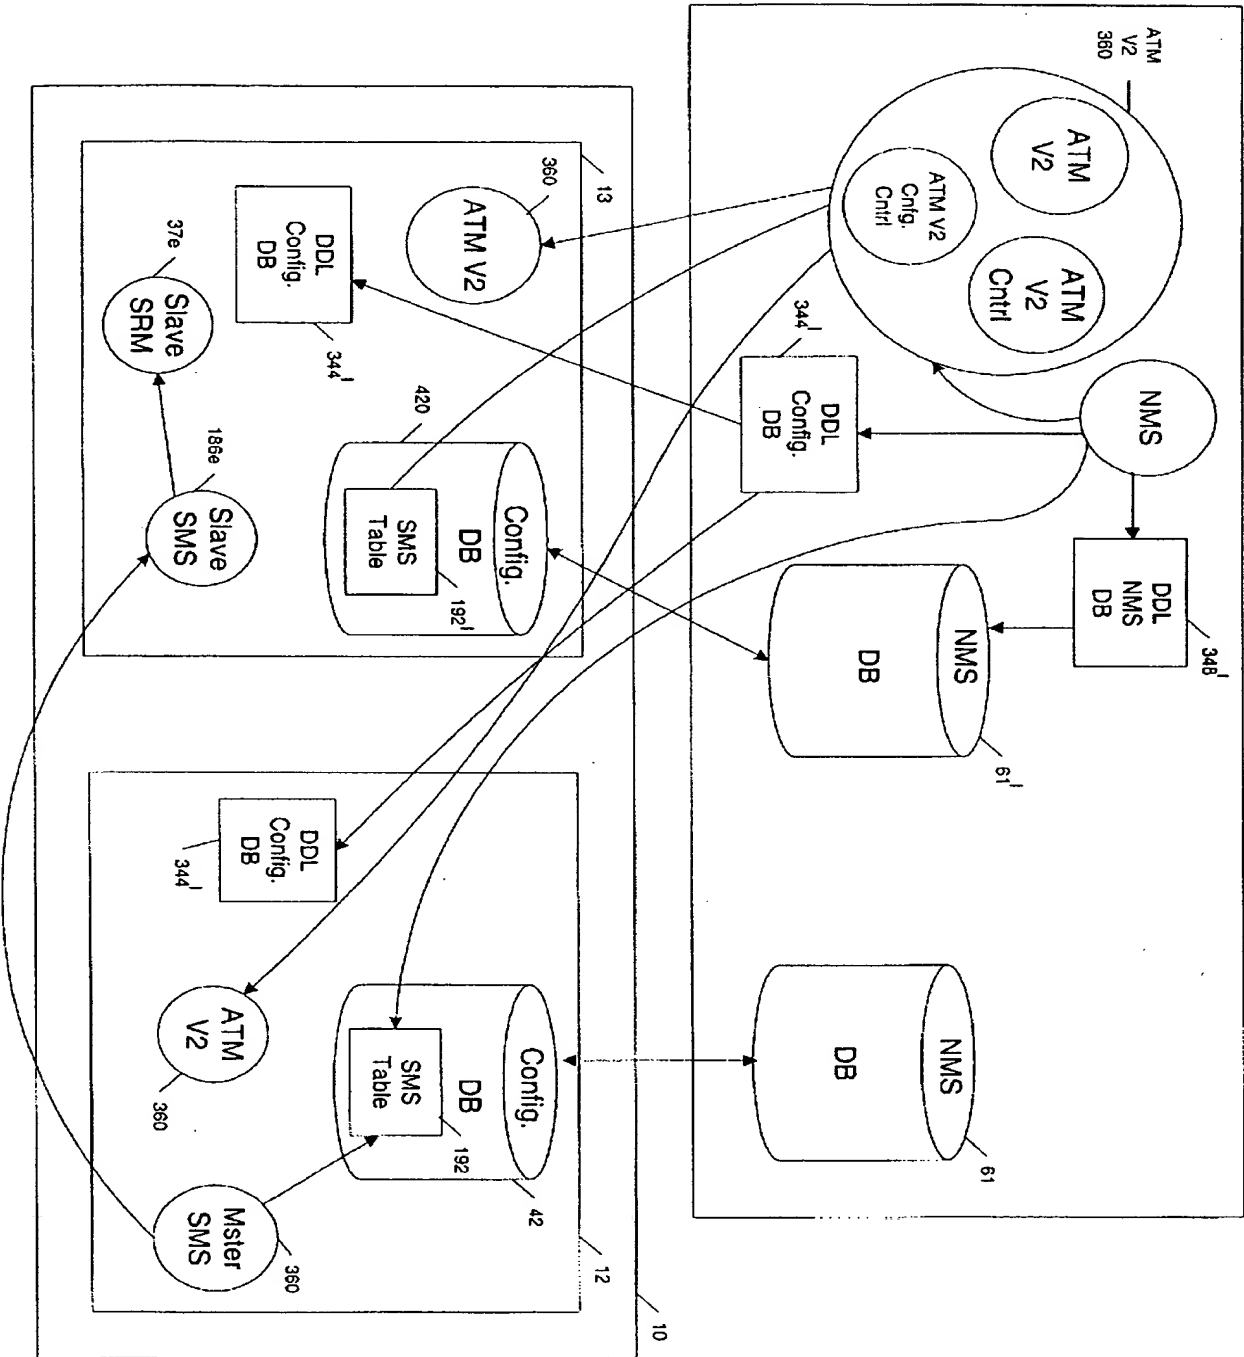 ATM
V2
360
ATM
V2
ATM V2
Cnfg.
Cntrl
ATM
V2
Cntrl
NMS
344'
DDL
Config.
DB
DDL
NMS
DB
348'
NMS
DB
61'
NMS
DB
61
10
13
360
ATM V2
DDL
Config.
DB
344'
37e
Slave
SRM
186e
Slave
SMS
420
Config.
DB
SMS
Table
192'
12
DDL
Config.
DB
344'
ATM
V2
360
Config.
DB
SMS
Table
192
42
Mster
SMS
360